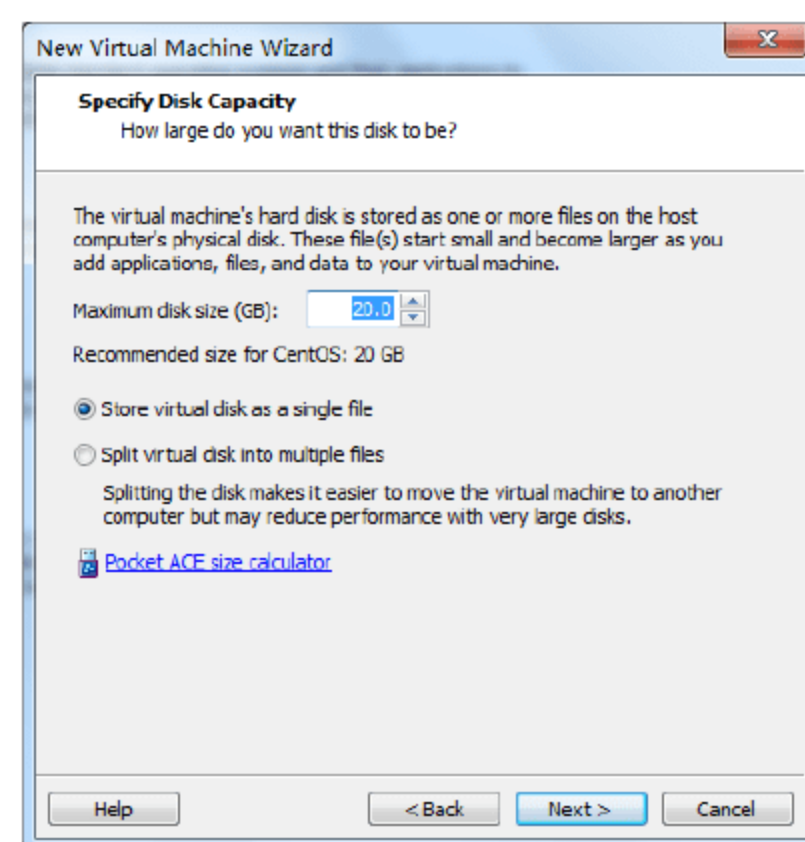 New Virtual Machine Wizard
Specify Disk Capacity
How large do you want this disk to be?
The virtual machine's hard disk is stored as one or more files on the host
computer's physical disk. These file(s) start small and become larger as you
add applications, files, and data to your virtual machine.
Maximum disk size (GB): 20.0
Recommended size for CentOS: 20 GB
Store virtual disk as a single file
Split virtual disk into multiple files
Splitting the disk makes it easier to move the virtual machine to another
computer but may reduce performance with very large disks.
Pocket ACE size calculator
Help < Back Next > Cancel